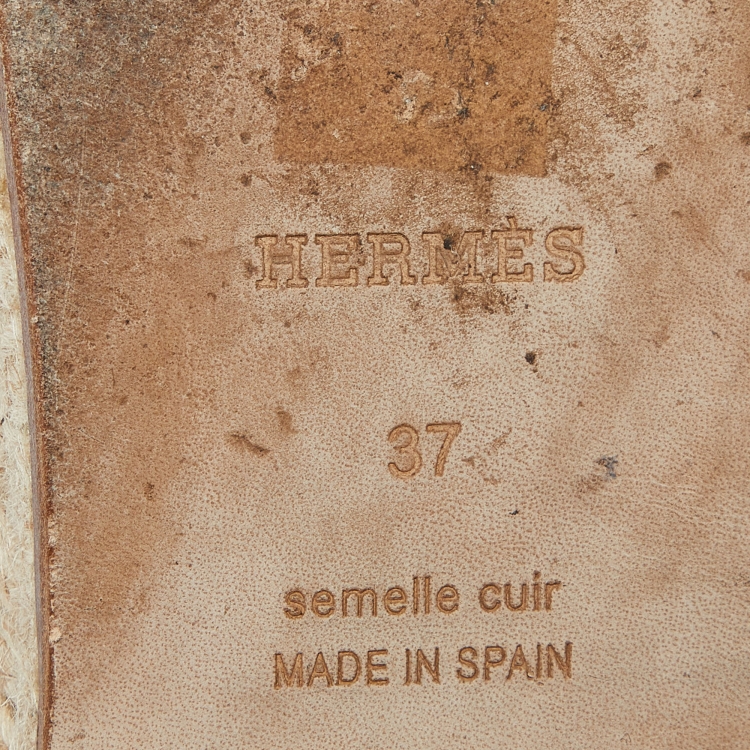 HERMÈS
37
semelle cuir
MADE IN SPAIN